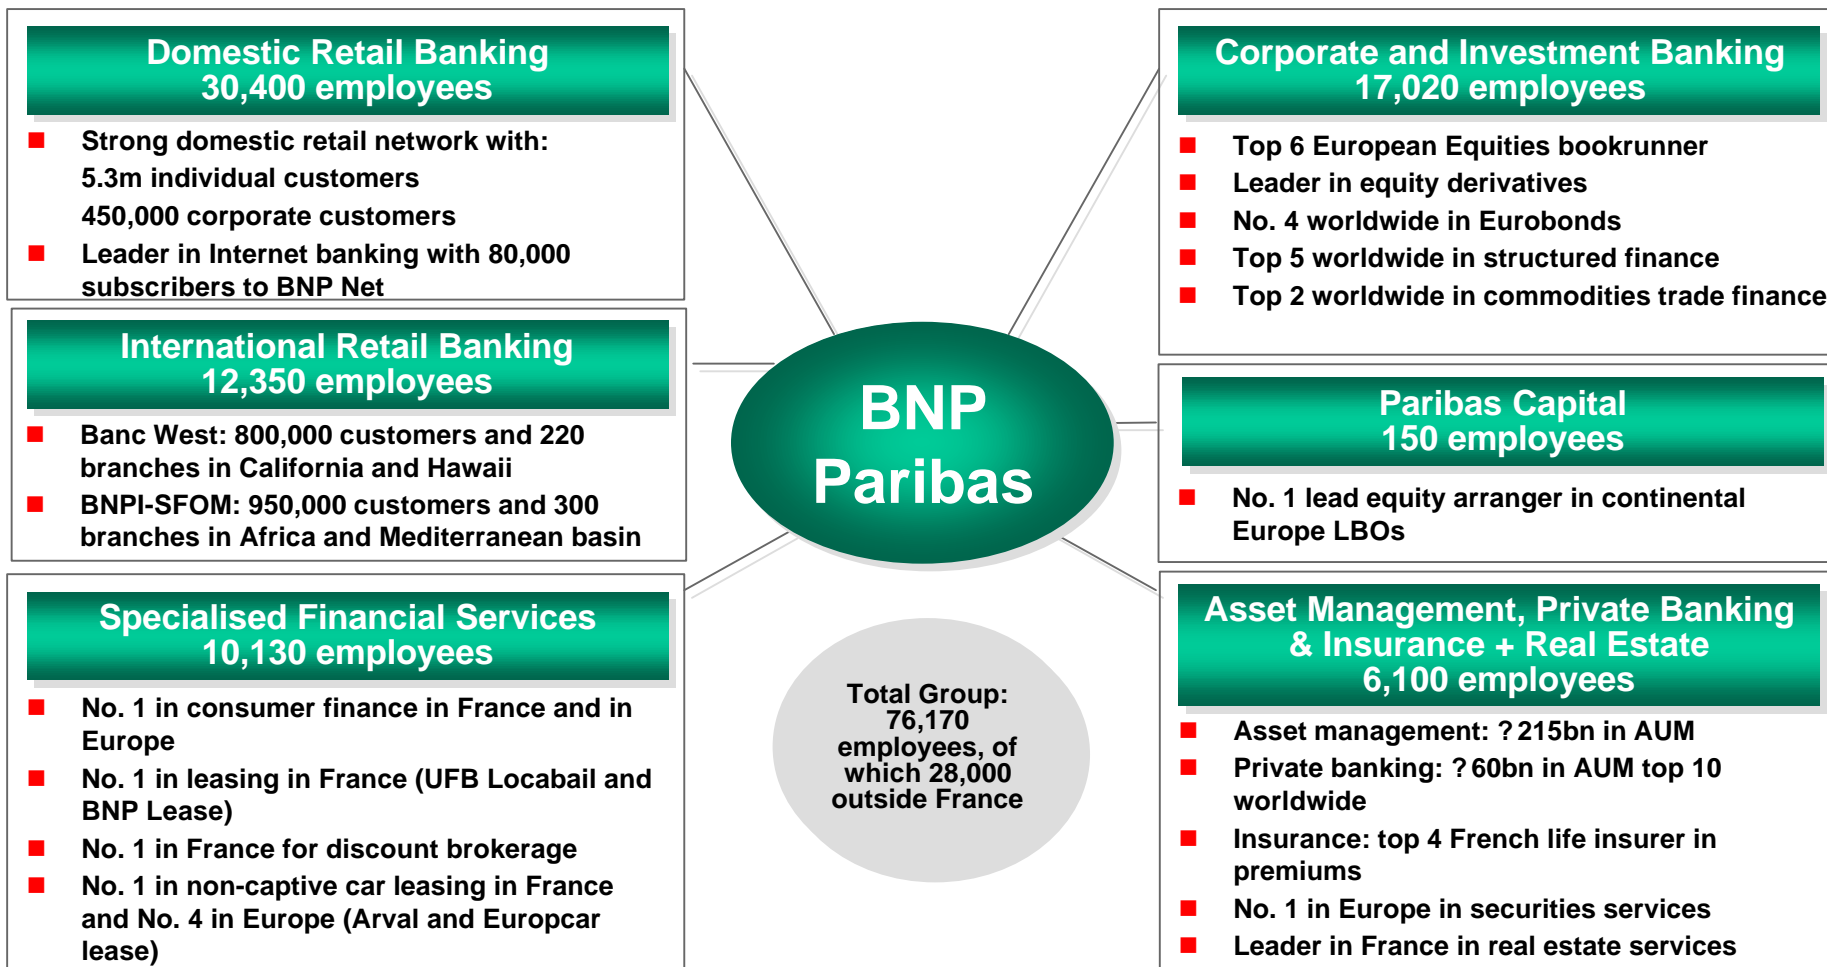 Domestic Retail Banking
30,400 employees
Strong domestic retail network with:
5.3m individual customers
450,000 corporate customers
Leader in Internet banking with 80,000
subscribers to BNP Net
International Retail Banking
12,350 employees
Banc West: 800,000 customers and 220
branches in California and Hawaii
BNPI-SFOM: 950,000 customers and 300
branches in Africa and Mediterranean basin
Specialised Financial Services
10,130 employees
No. 1 in consumer finance in France and in
Europe
No. 1 in leasing in France (UFB Locabail and
BNP Lease)
No. 1 in France for discount brokerage
No. 1 in non-captive car leasing in France
and No. 4 in Europe (Arval and Europcar
lease)
BNP
Paribas
Total Group:
76,170
employees, of
which 28,000
outside France
Corporate and Investment Banking
17,020 employees
Top 6 European Equities bookrunner
Leader in equity derivatives
No. 4 worldwide in Eurobonds
Top 5 worldwide in structured finance
Top 2 worldwide in commodities trade finance
Paribas Capital
150 employees
No. 1 lead equity arranger in continental
Europe LBOs
Asset Management, Private Banking
& Insurance + Real Estate
6,100 employees
Asset management: ? 215bn in AUM
Private banking: ? 60bn in AUM top 10
worldwide
Insurance: top 4 French life insurer in
premiums
No. 1 in Europe in securities services
Leader in France in real estate services